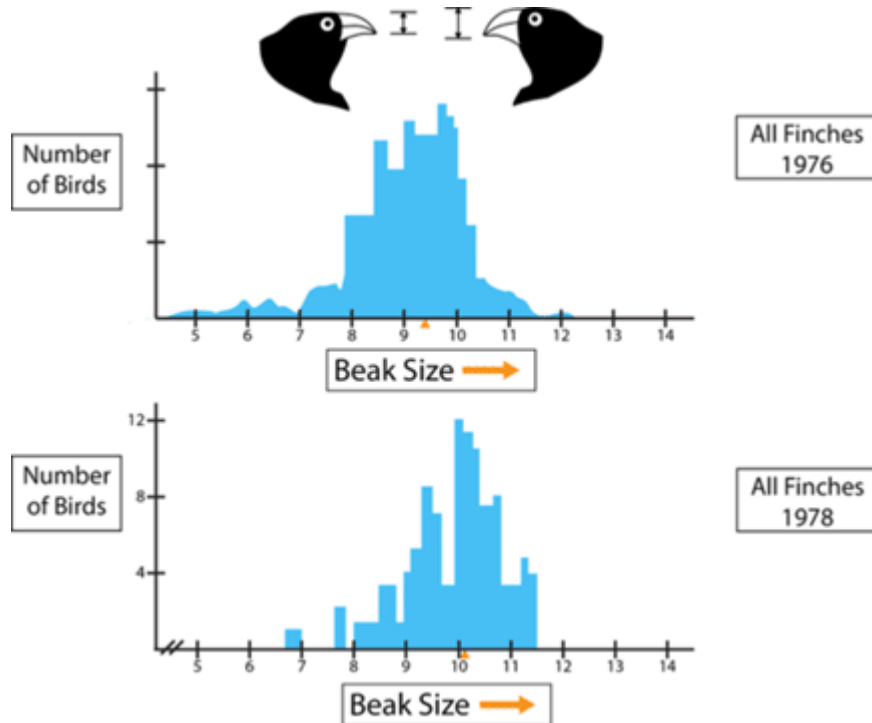 Number
of Birds
All Finches
1976
5 6 7 8 9 10 11 12 13 14
Beak Size
12
8
4
Number
of Birds
All Finches
1978
5 6 7 8 9 10 11 12 13 14
Beak Size